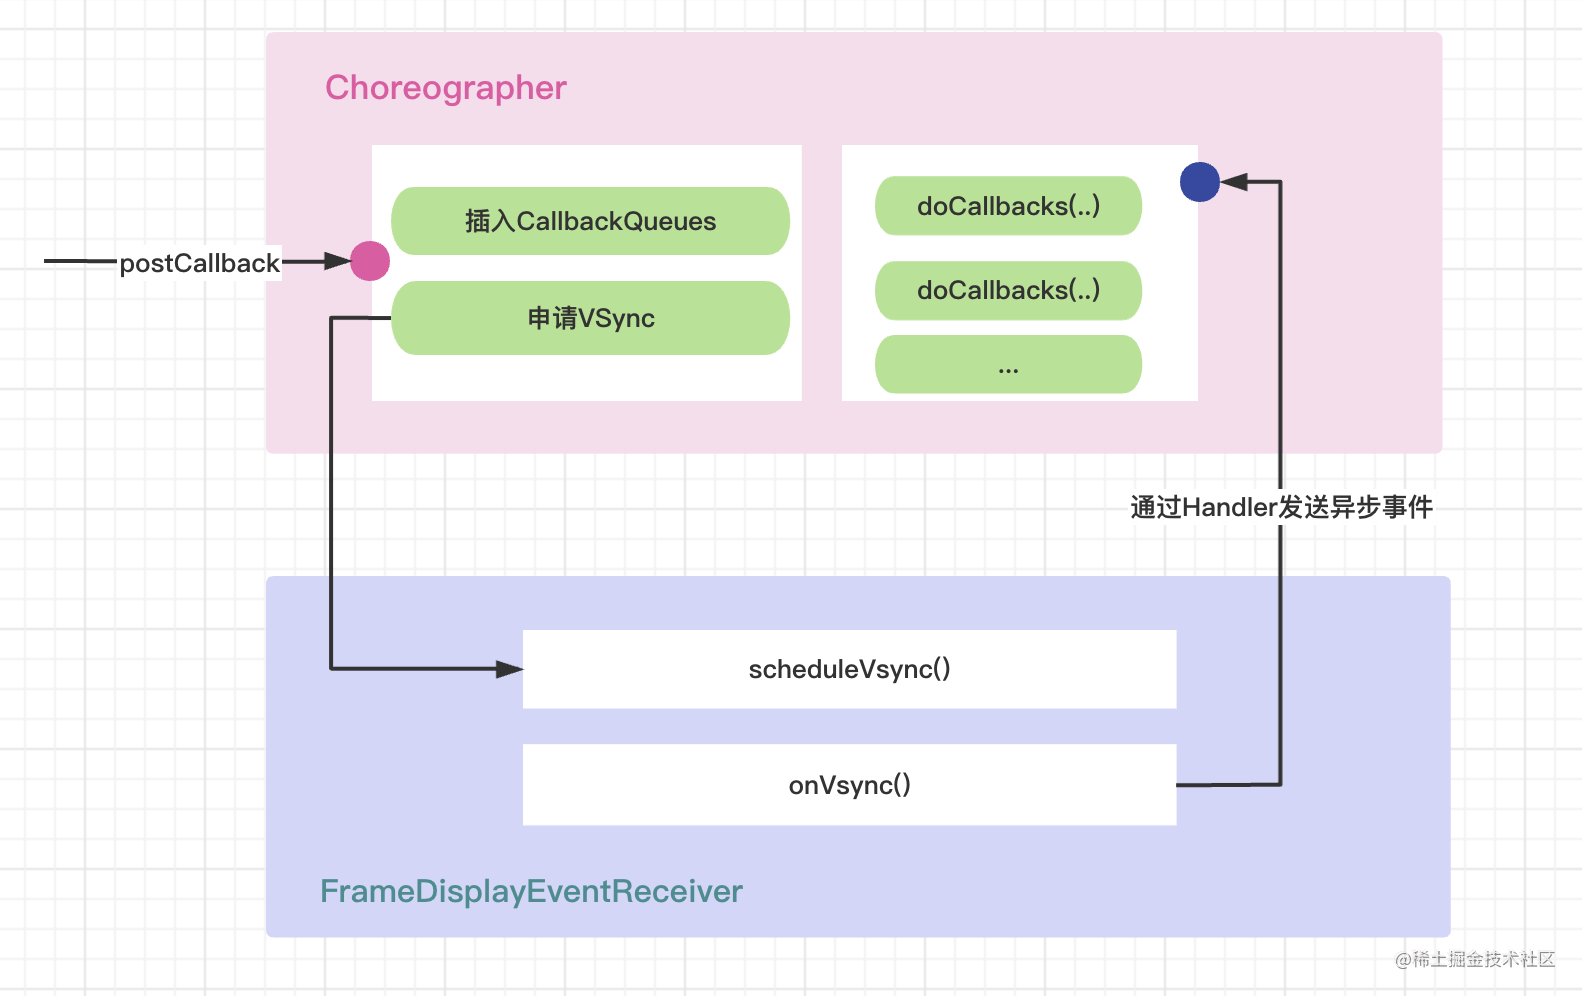 Choreographer
插入CallbackQueues
postCallback
申请VSync
doCallbacks(..)
doCallbacks(..)
...
通过Handler发送异步事件
scheduleVsync()
onVsync()
FrameDisplayEventReceiver
@稀土掘金技术社区